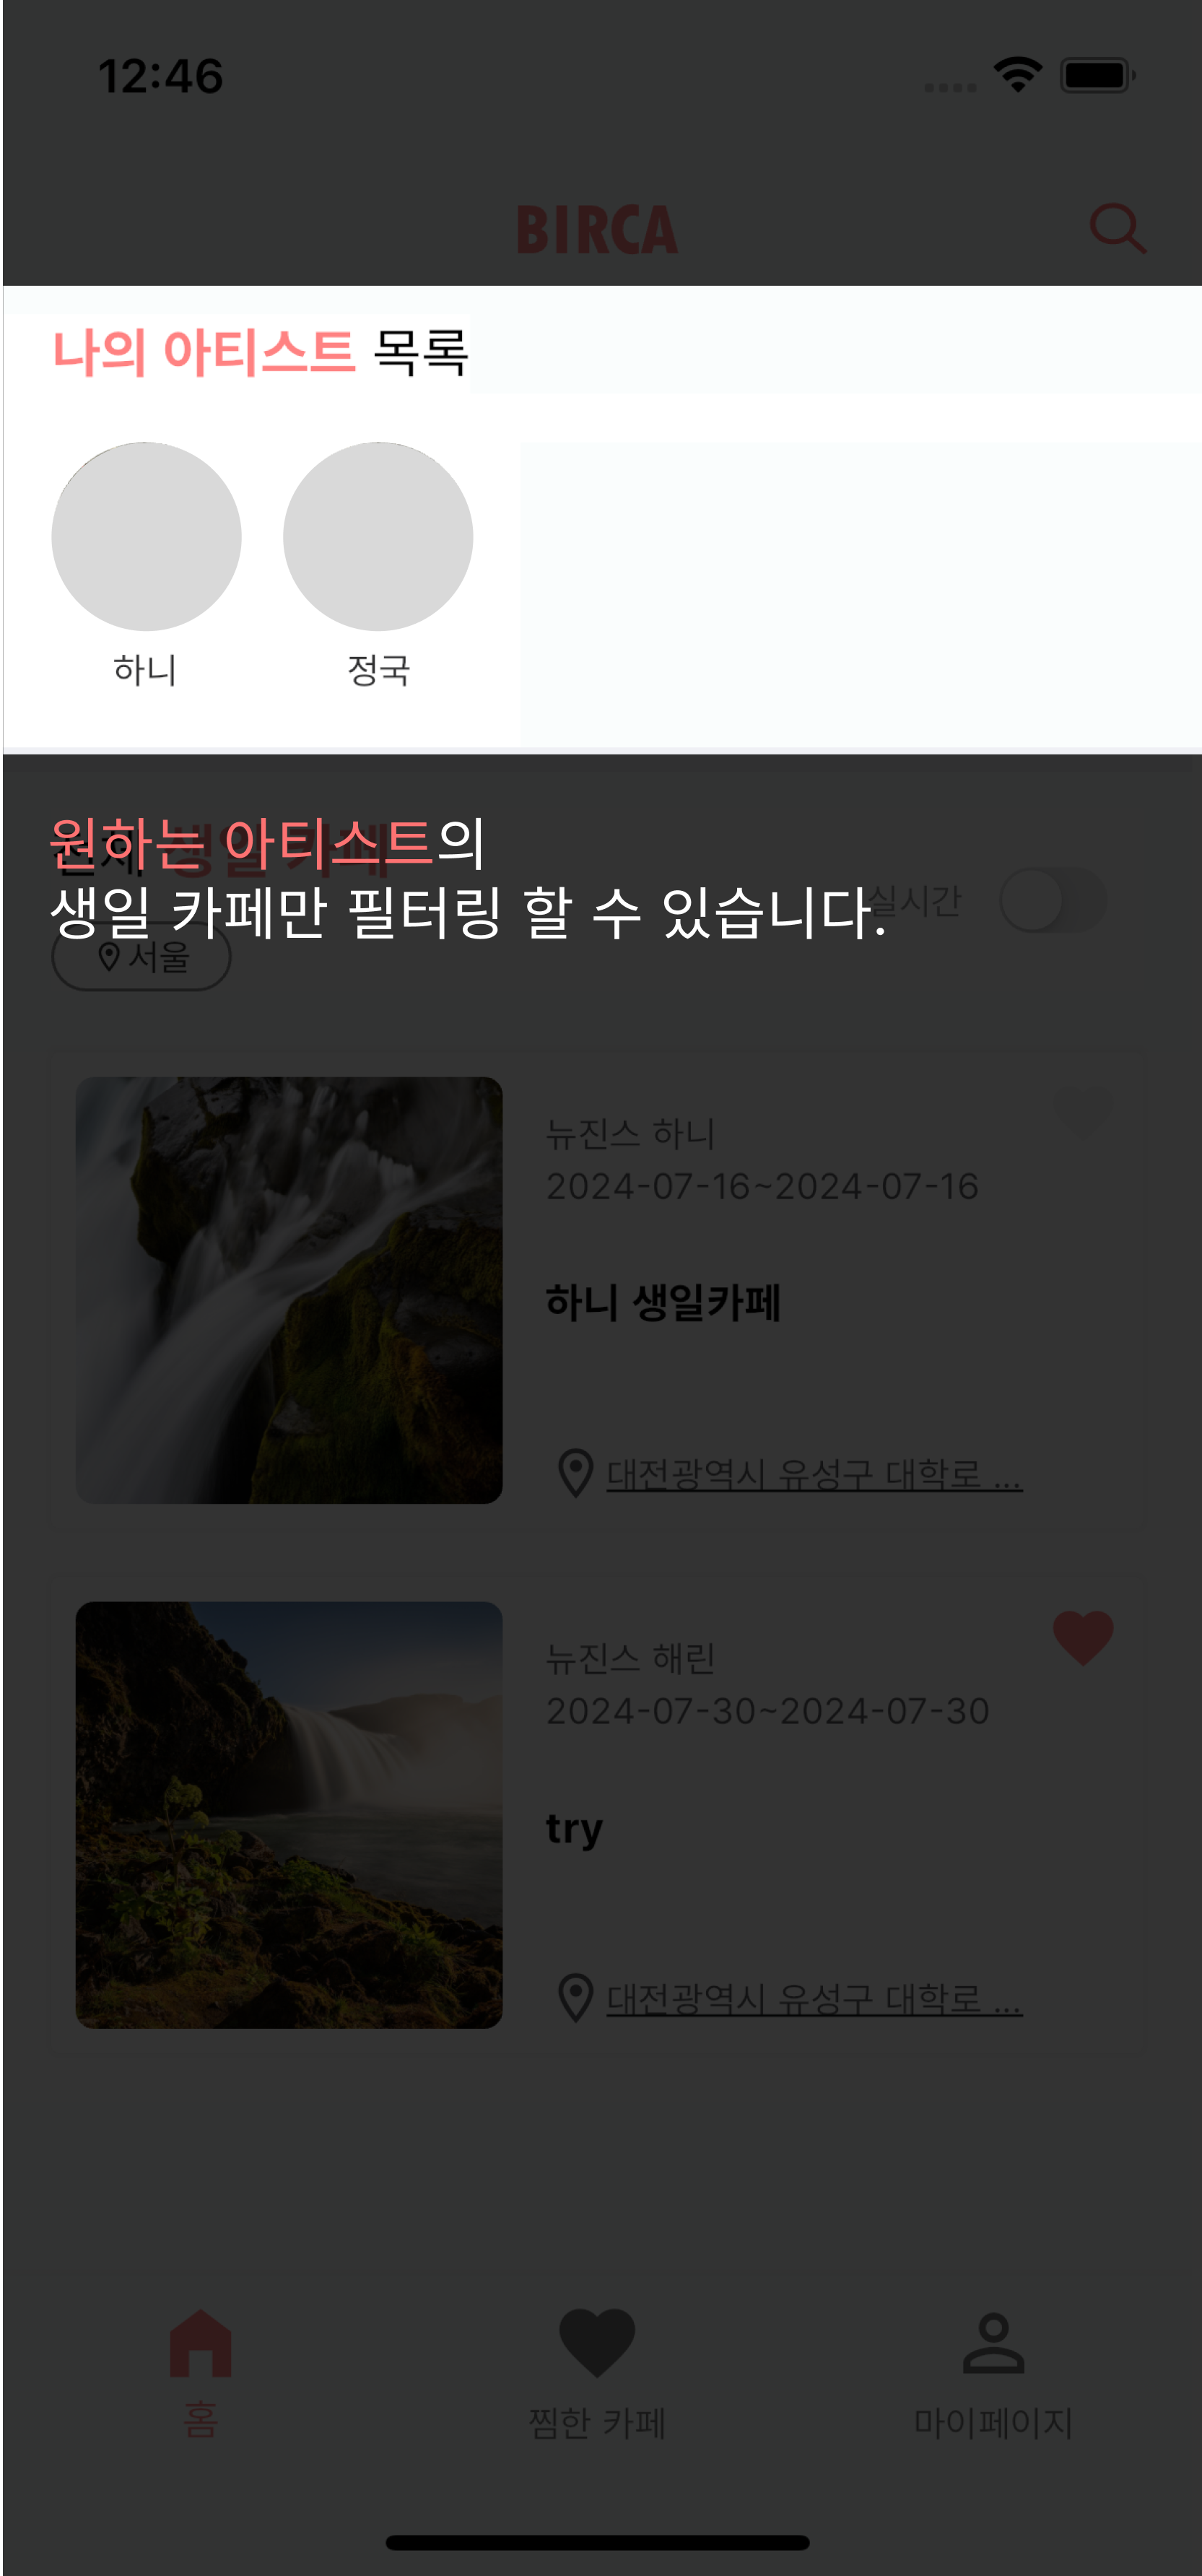 12:46
BIRCA
나의 아티스트 목록
하니
정국
원하는 아티스트의
생일 카페만 필터링 할 수 있습니다.
생일 카페
실시간
서울
뉴진스 하니
2024-07-16~2024-07-16
하니 생일카페
대전광역시 유성구 대학로 ...
뉴진스 해린
2024-07-30~2024-07-30
try
대전광역시 유성구 대학로 ...
홈
찜한 카페
마이페이지